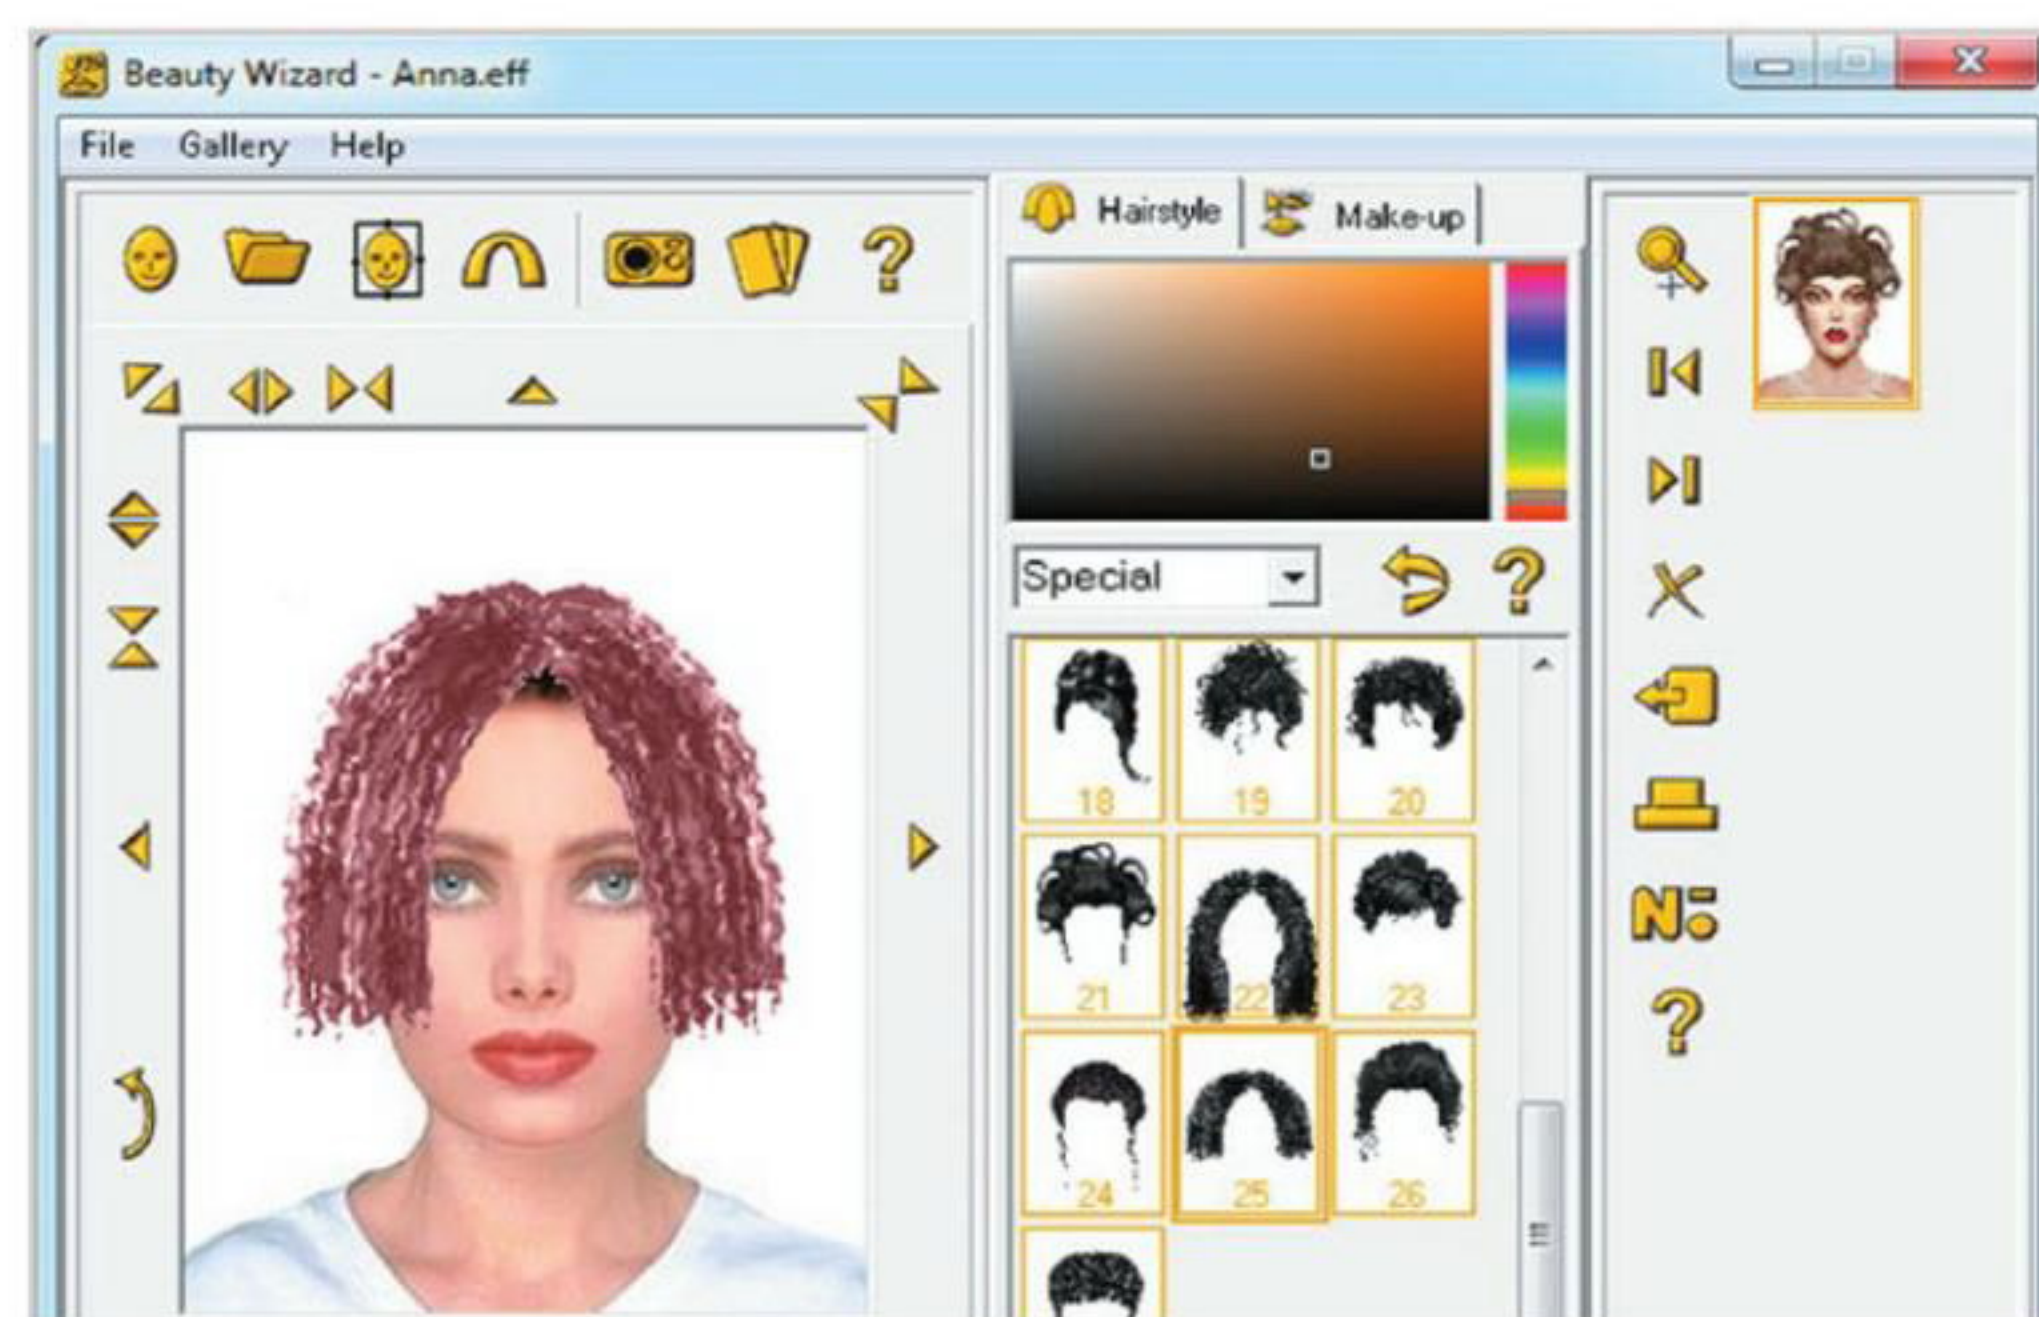 Beauty Wizard - Anna.eff
File Gallery Help
Hairstyle Make-up
Special
18 19 20
21 22 23
24 25 26